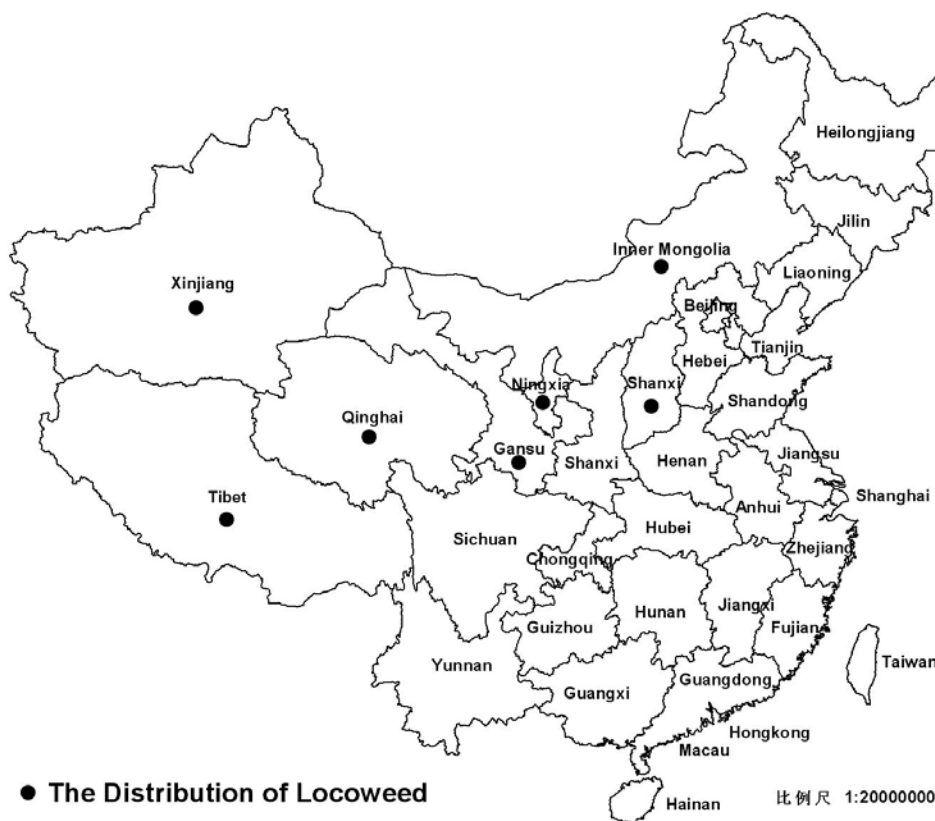 Heilongjiang
Jilin
Inner Mongolia
Liaoning
Xinjiang
Beijing
Tianjin
Hebei
Ningxia
Shanxi
Shandong
Qinghai
Gansu
Shanxi
Henan
Jiangsu
Tibet
Shanghai
Anhui
Sichuan
Hubei
Zhejiang
Chongqing
Hunan
Jiangxi
Guizhou
Fujian
Yunnan
Taiwan
Guangdong
Guangxi
Hongkong
Macau
● The Distribution of Locoweed
Hainan
比例尺 1:20000000